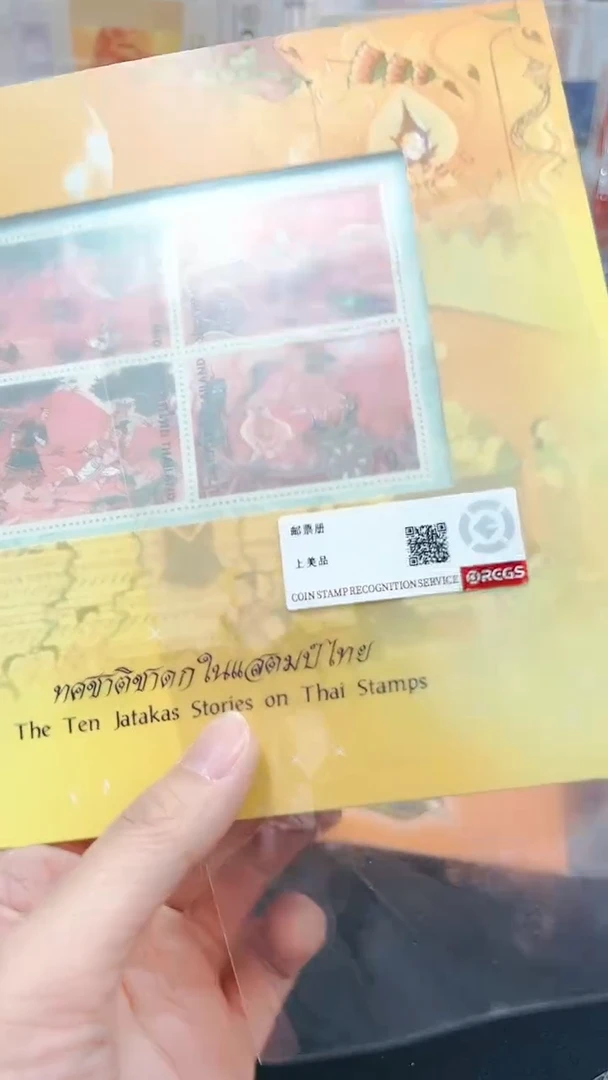 THAILAND
邮票册
上美品
COIN STAMP RECOGNITION SERVICE
RCGS
ทศชาติชาดกในแสตมป์ไทย
The Ten Jatakas Stories on Thai Stamps